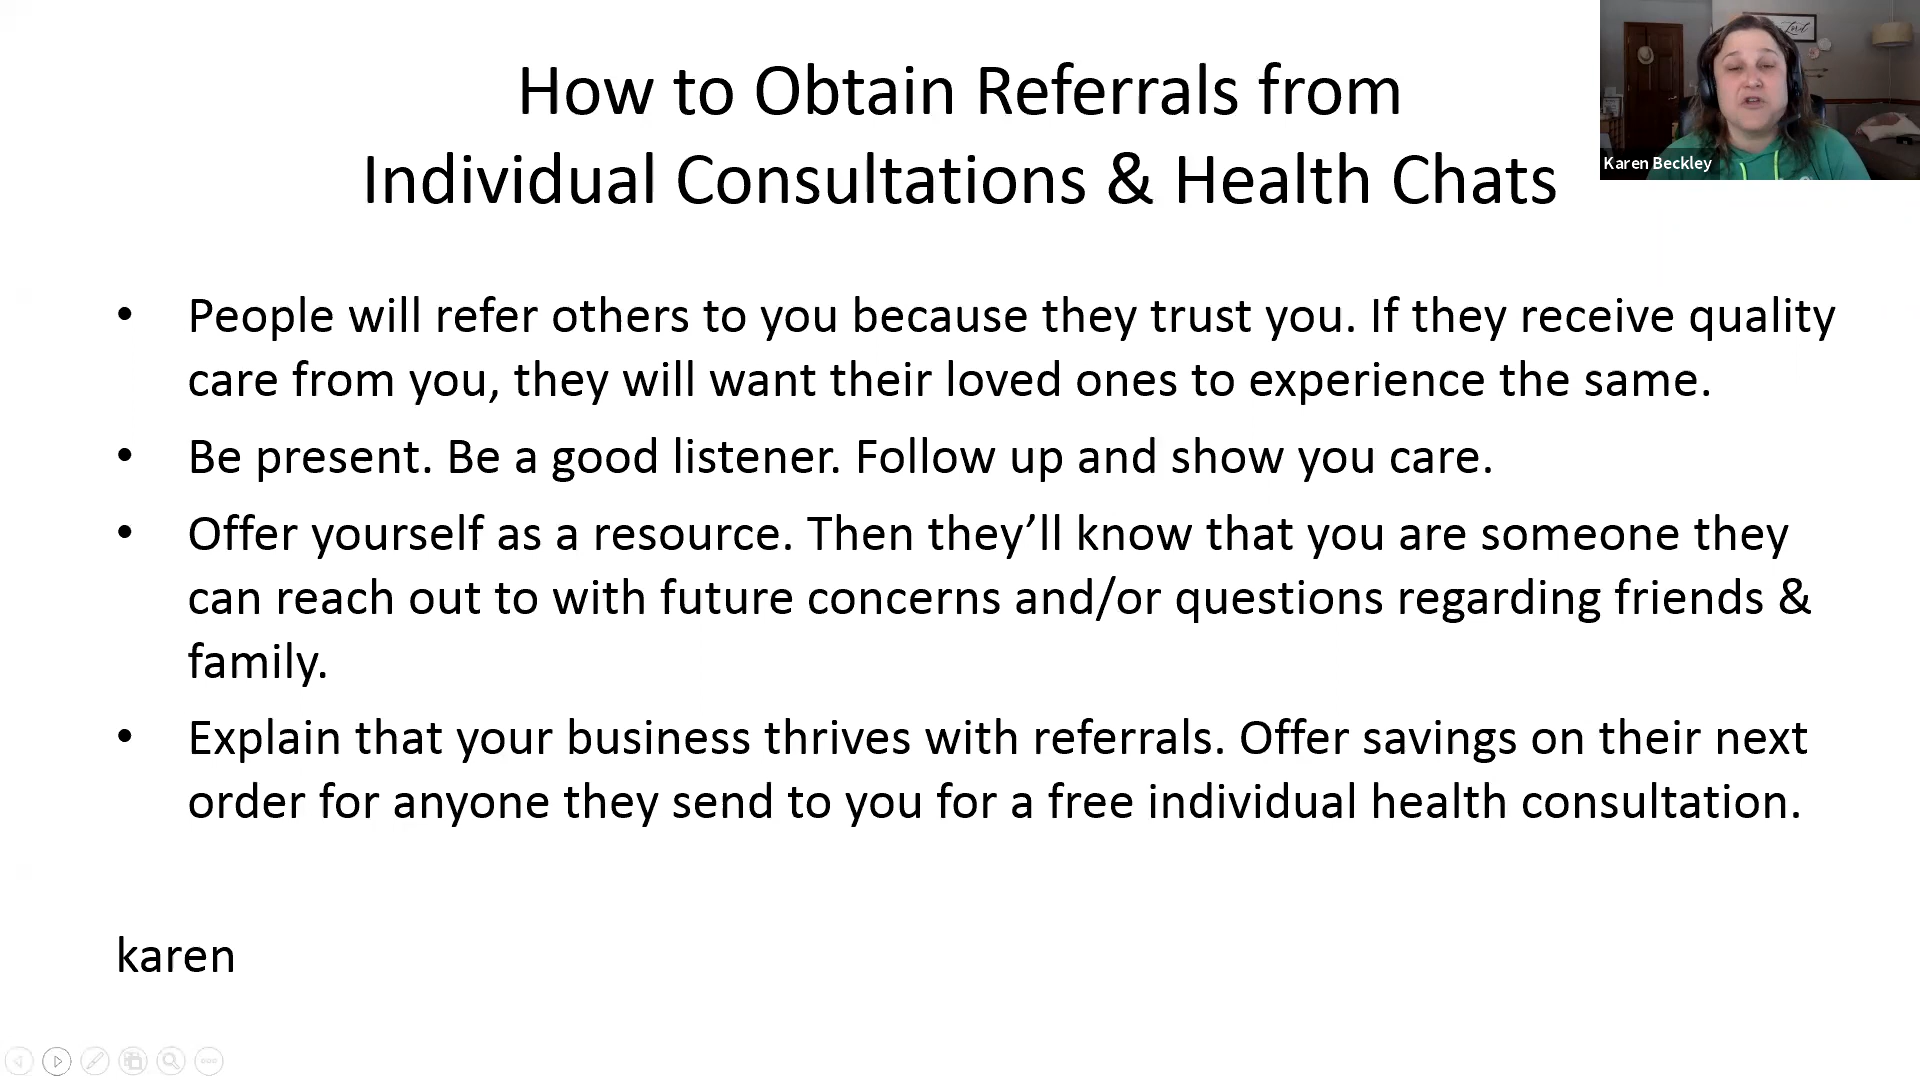 How to Obtain Referrals from
Individual Consultations & Health Chats
Lord
Karen Beckley
• People will refer others to you because they trust you. If they receive quality
care from you, they will want their loved ones to experience the same.
• Be present. Be a good listener. Follow up and show you care.
• Offer yourself as a resource. Then they’ll know that you are someone they
can reach out to with future concerns and/or questions regarding friends &
family.
• Explain that your business thrives with referrals. Offer savings on their next
order for anyone they send to you for a free individual health consultation.
karen